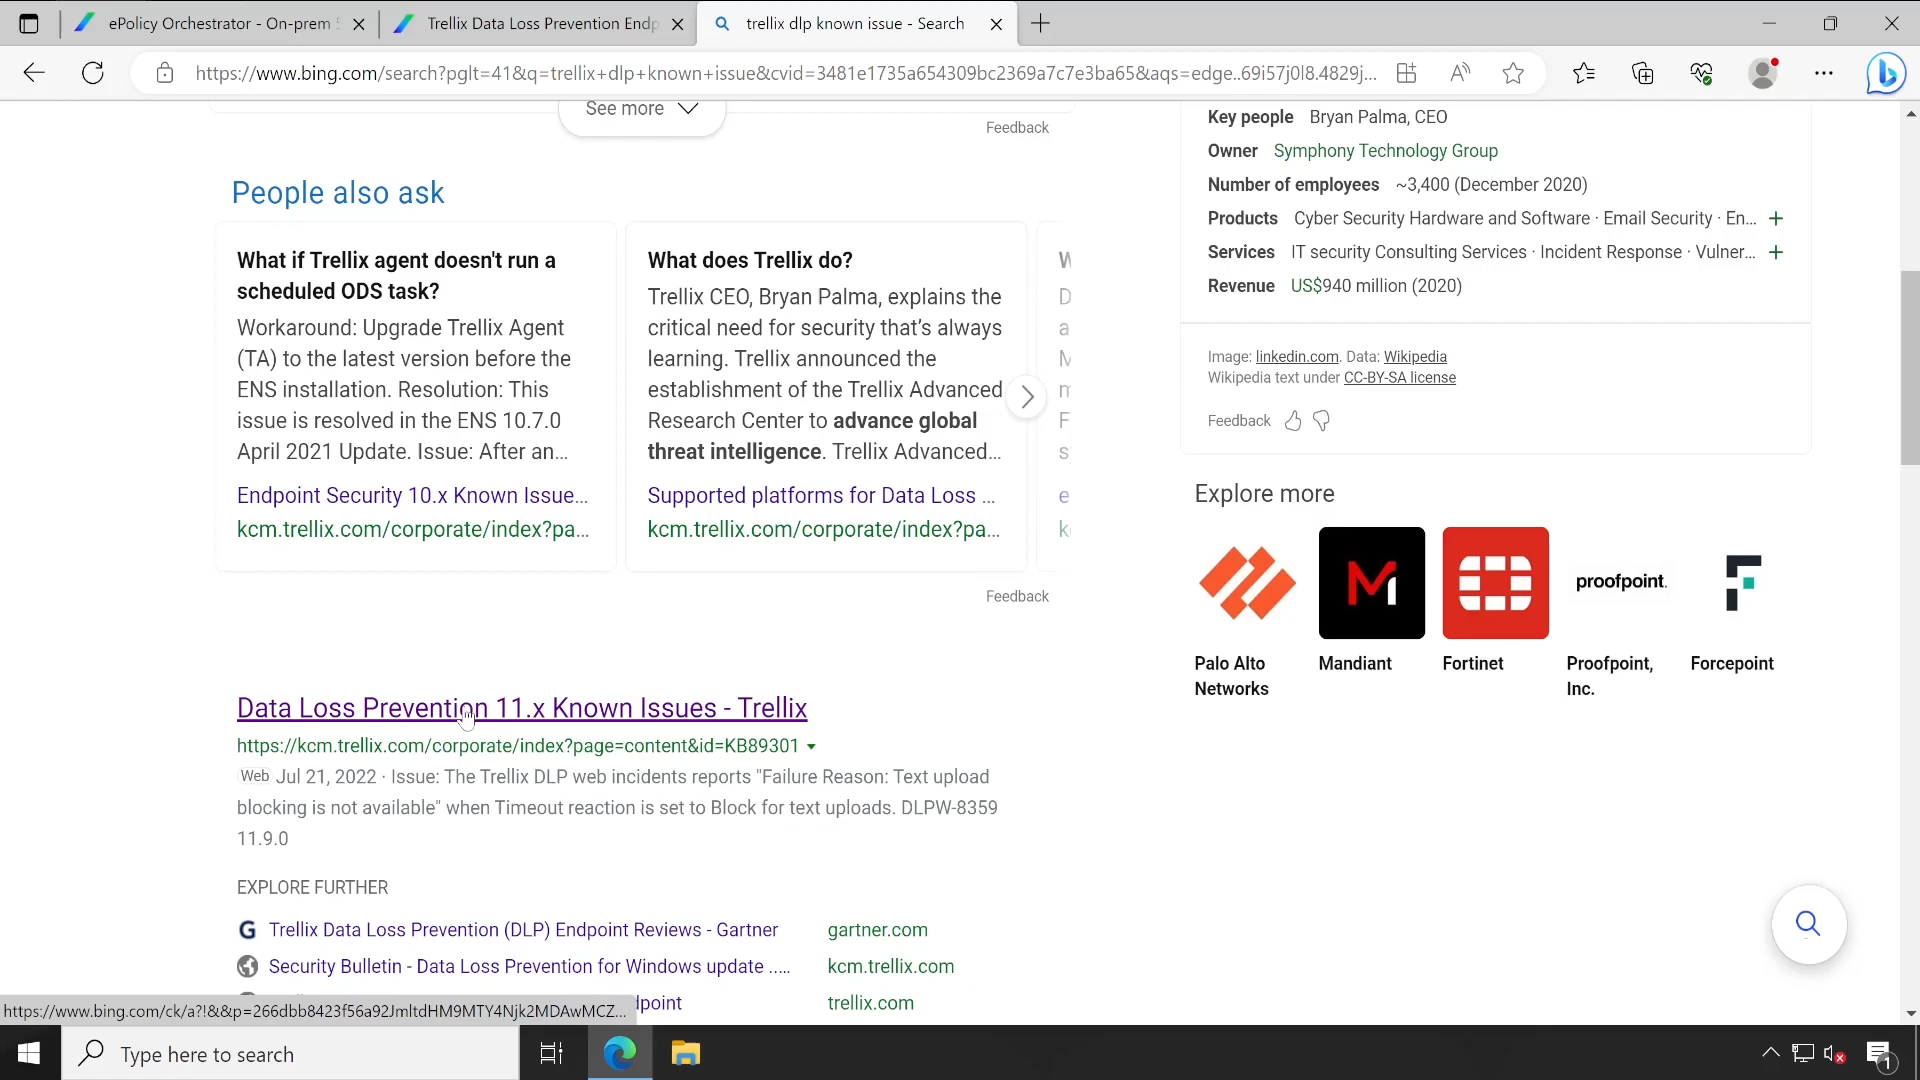 ePolicy Orchestrator - On-prem
Trellix Data Loss Prevention Endp
trellix dlp known issue - Search
https://www.bing.com/search?pglt=41&q=trellix+dlp+known+issue&cvid=3481e1735a654309bc2369a7c7e3ba65&aqs=edge..69i57j0l8.4829j...
See more
Feedback
People also ask
What if Trellix agent doesn't run a
scheduled ODS task?
Workaround: Upgrade Trellix Agent
(TA) to the latest version before the
ENS installation. Resolution: This
issue is resolved in the ENS 10.7.0
April 2021 Update. Issue: After an...
Endpoint Security 10.x Known Issue...
kcm.trellix.com/corporate/index?pa...
What does Trellix do?
Trellix CEO, Bryan Palma, explains the
critical need for security that’s always
learning. Trellix announced the
establishment of the Trellix Advanced
Research Center to advance global
threat intelligence. Trellix Advanced...
Supported platforms for Data Loss ...
kcm.trellix.com/corporate/index?pa...
Feedback
Data Loss Prevention 11.x Known Issues - Trellix
https://kcm.trellix.com/corporate/index?page=content&id=KB89301
Web Jul 21, 2022 · Issue: The Trellix DLP web incidents reports "Failure Reason: Text upload
blocking is not available" when Timeout reaction is set to Block for text uploads. DLPW-8359
11.9.0
EXPLORE FURTHER
Trellix Data Loss Prevention (DLP) Endpoint Reviews - Gartner gartner.com
Security Bulletin - Data Loss Prevention for Windows update ..... kcm.trellix.com
dpoint trellix.com
Key people Bryan Palma, CEO
Owner Symphony Technology Group
Number of employees ~3,400 (December 2020)
Products Cyber Security Hardware and Software · Email Security · En...
Services IT security Consulting Services · Incident Response · Vulner...
Revenue US$940 million (2020)
Image: linkedin.com. Data: Wikipedia
Wikipedia text under CC-BY-SA license
Feedback
Explore more
proofpoint.
Palo Alto
Networks
Mandiant
Fortinet
Proofpoint,
Inc.
Forcepoint
https://www.bing.com/ck/a?!&&p=266dbb8423f56a92JmltdHM9MTY4Njk2MDAwMCZ...
Type here to search
1